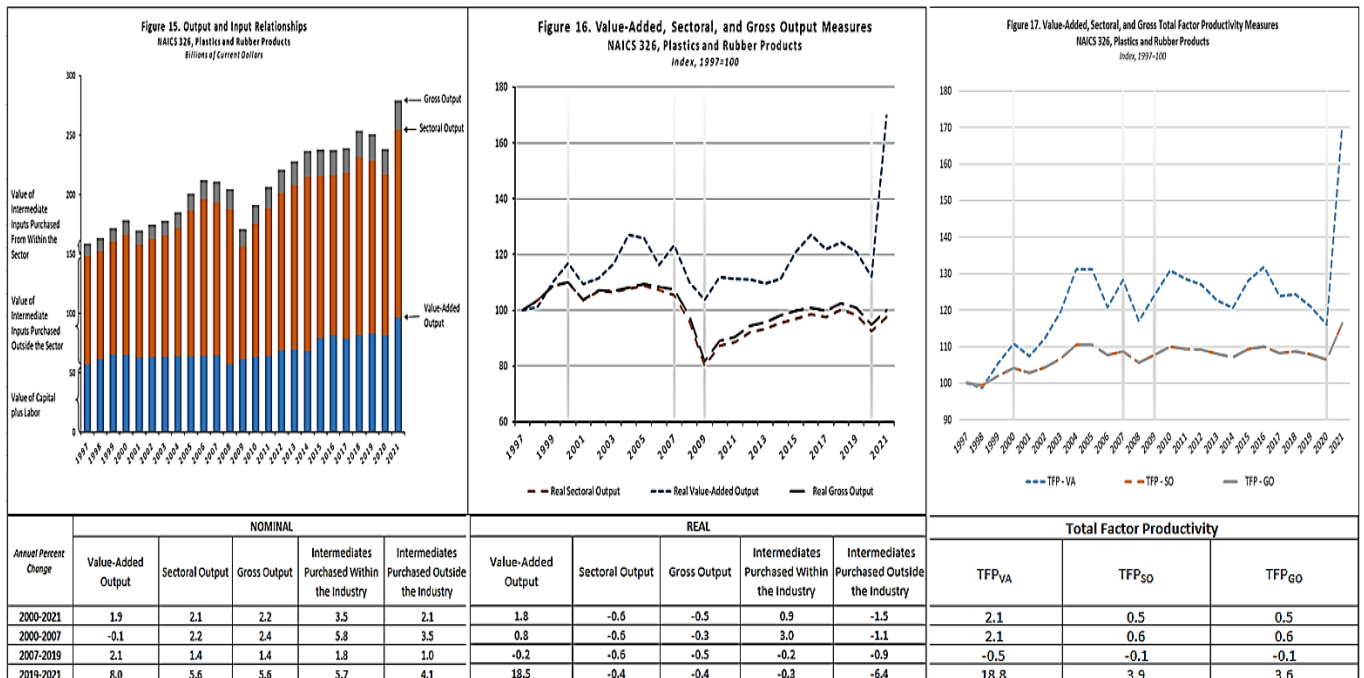 Figure 15. Output and Input Relationships
NAICS 326, Plastics and Rubber Products
Billions of Current Dollars
300
250
200
150
100
50
0
Value of
Intermediate
Inputs Purchased
From Within the
Sector
Value of
Intermediate
Inputs Purchased
Outside the Sector
Value of Capital
plus Labor
Gross Output
Sectoral Output
Value-Added
Output
1997 1998 1999 2000 2001 2002 2003 2004 2005 2006 2007 2008 2009 2010 2011 2012 2013 2014 2015 2016 2017 2018 2019 2020 2021
Figure 16. Value-Added, Sectoral, and Gross Output Measures
NAICS 326, Plastics and Rubber Products
Index, 1997=100
180
160
140
120
100
80
60
1997 1999 2001 2003 2005 2007 2009 2011 2013 2015 2017 2019 2021
Real Sectoral Output Real Value-Added Output Real Gross Output
Figure 17. Value-Added, Sectoral, and Gross Total Factor Productivity Measures
NAICS 326, Plastics and Rubber Products
Index, 1997=100
180
170
160
150
140
130
120
110
100
90
1997 1998 1999 2000 2001 2002 2003 2004 2005 2006 2007 2008 2009 2010 2011 2012 2013 2014 2015 2016 2017 2018 2019 2020 2021
TFP - VA TFP - SO TFP - GO
NOMINAL REAL Total Factor Productivity
Annual Percent
Change
Value-Added
Output
Sectoral Output
Gross Output
Intermediates
Purchased Within
the Industry
Intermediates
Purchased Outside
the Industry
Value-Added
Output
Sectoral Output
Gross Output
Intermediates
Purchased Within
the Industry
Intermediates
Purchased Outside
the Industry
TFPVA TFPSO TFPGO
2000-2021 1.9 2.1 2.2 3.5 2.1 1.8 -0.6 -0.5 0.9 -1.5 2.1 0.5 0.5
2000-2007 -0.1 2.2 2.4 5.8 3.5 0.8 -0.6 -0.3 3.0 -1.1 2.1 0.6 0.6
2007-2019 2.1 1.4 1.4 1.8 1.0 -0.2 -0.6 -0.5 -0.2 -0.9 -0.5 -0.1 -0.1
2019-2021 8.0 5.6 5.6 5.7 4.1 18.5 -0.4 -0.4 -0.3 -6.4 18.8 3.9 3.6